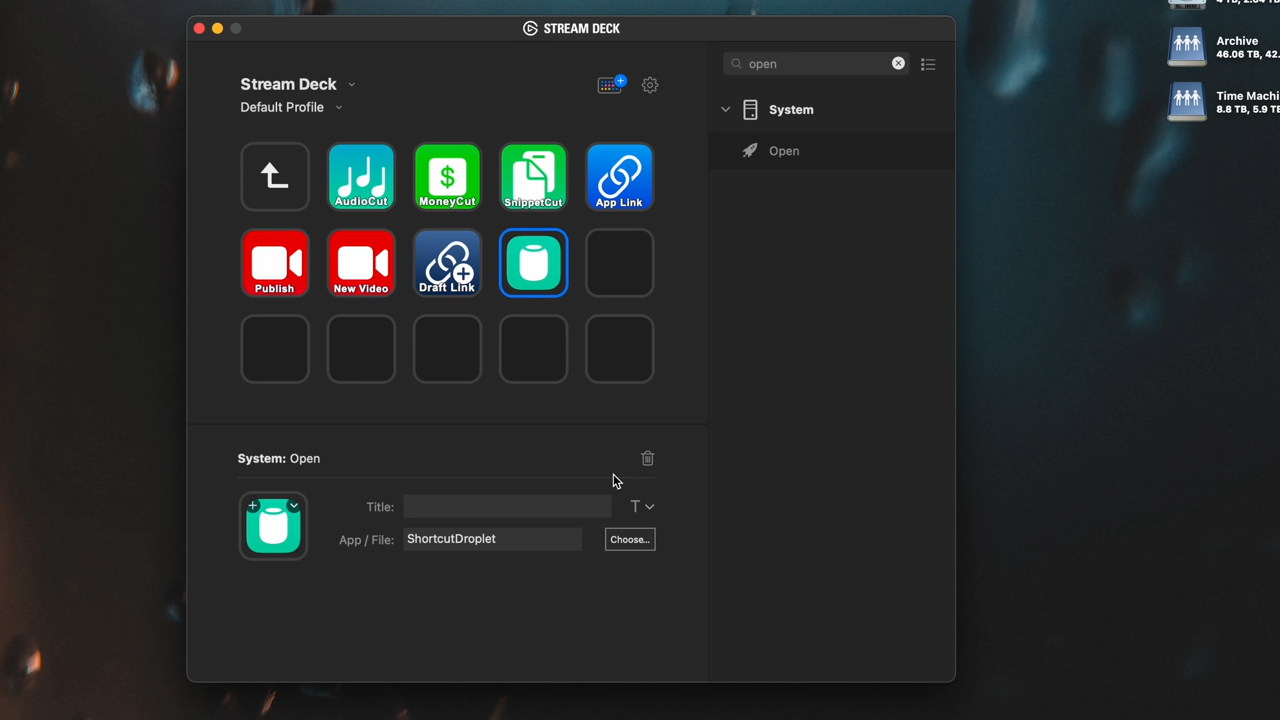 STREAM DECK
Stream Deck
Default Profile
open
System
Open
AudioCut
$
MoneyCut
SnippetCut
App Link
Publish
New Video
Draft Link
System: Open
Title:
T
App / File:
ShortcutDroplet
Choose...
Archive
46.06 TB, 42.
Time Machi
8.8 TB, 5.9 T